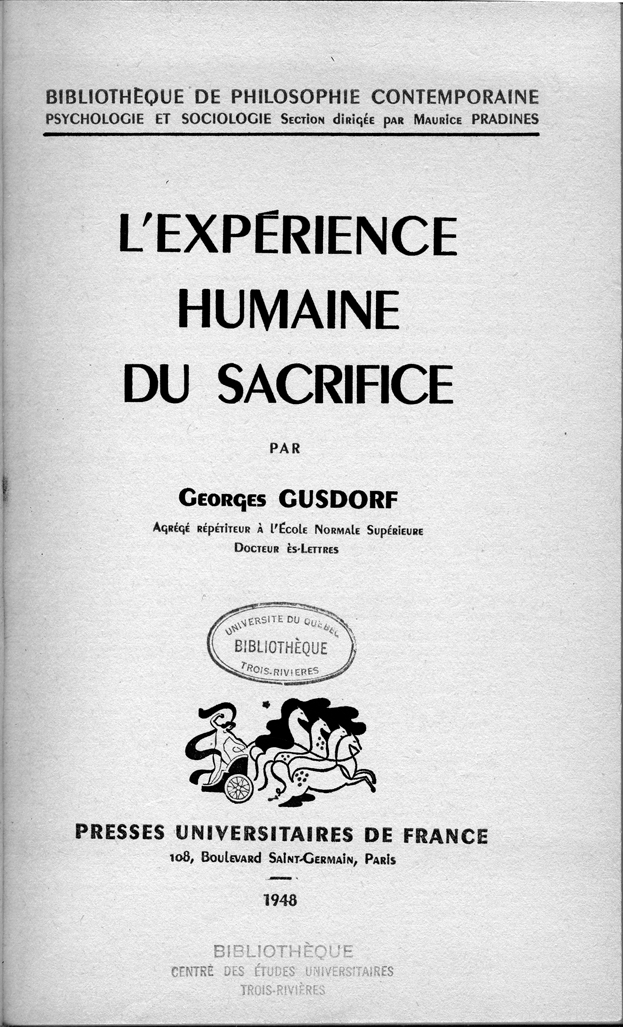 BIBLIOTHÈQUE DE PHILOSOPHIE CONTEMPORAINE
PSYCHOLOGIE ET SOCIOLOGIE Section dirigée par Maurice PRADINES
L'EXPÉRIENCE
HUMAINE
DU SACRIFICE
PAR
Georges GUSDORF
Agrégé répétiteur à l'École Normale Supérieure
Docteur ès-Lettres
UNIVERSITE DU QUÉBEC
BIBLIOTHÈQUE
TROIS-RIVIERES
PRESSES UNIVERSITAIRES DE FRANCE
108, Boulevard Saint-Germain, Paris
1948
BIBLIOTHÈQUE
CENTRE DES ÉTUDES UNIVERSITAIRES
TROIS-RIVIÈRES